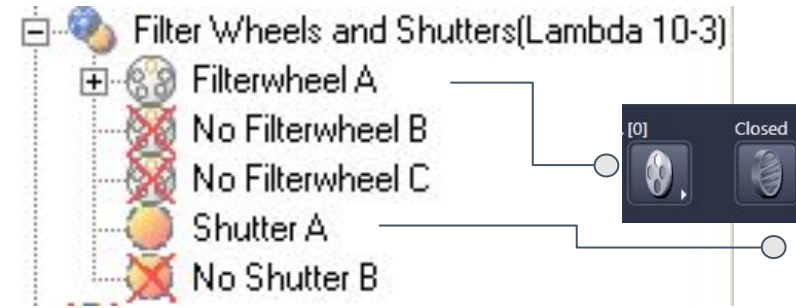 Filter Wheels and Shutters(Lambda 10-3)
Filterwheel A
No Filterwheel B
No Filterwheel C
Shutter A
No Shutter B
. [0] Closed